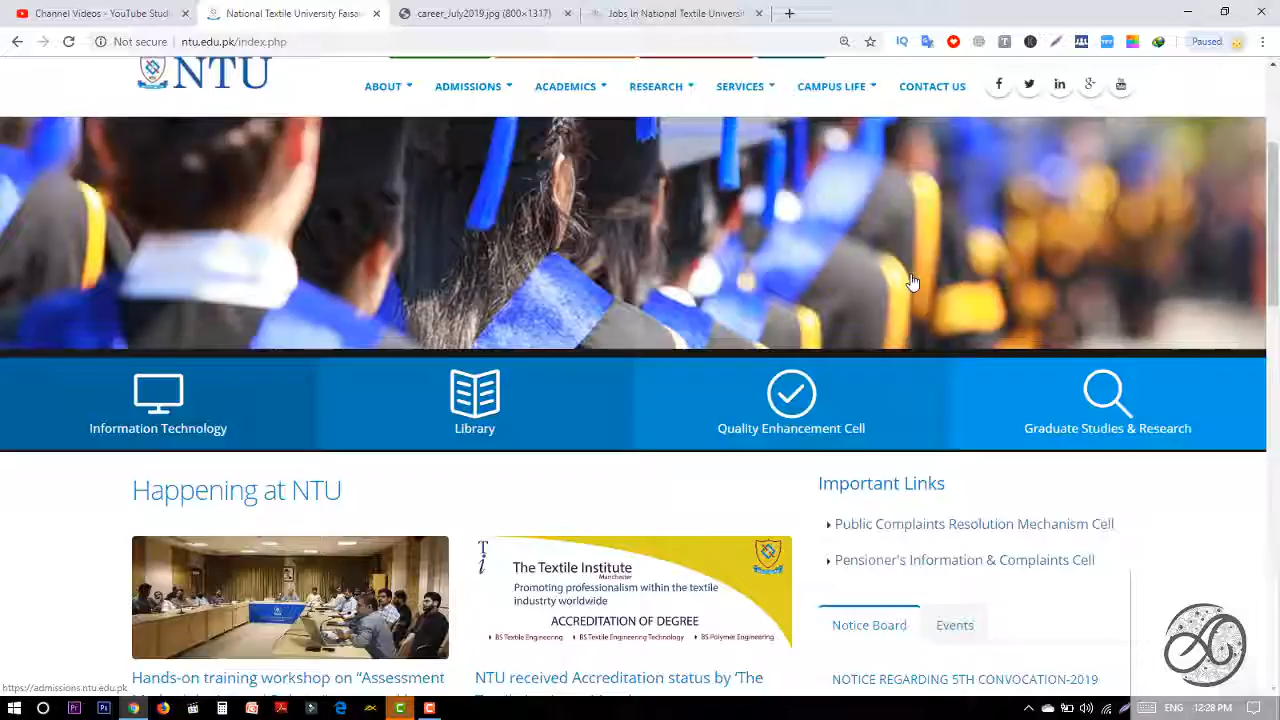 Channel Videos - YouTube Stud
National Textile University Faisa
career_July2019.jpg (800×1317)
Jobs In National Textile Universit
Not secure
ntu.edu.pk/index.php
Paused
NTU
ABOUT
ADMISSIONS
ACADEMICS
RESEARCH
SERVICES
CAMPUS LIFE
CONTACT US
Information Technology
Library
Quality Enhancement Cell
Graduate Studies & Research
Happening at NTU
Important Links
Public Complaints Resolution Mechanism Cell
Pensioner's Information & Complaints Cell
Notice Board
Events
NOTICE REGARDING 5TH CONVOCATION-2019
Ti
The Textile Institute
Manchester
Promoting professionalism within the textile
industry worldwide
ACCREDITATION OF DEGREE
BS Textile Engineering
BS Textile Engineering Technology
BS Polymer Engineering
Hands-on training workshop on “Assessment
NTU received Accreditation status by ‘The
https://admissions.ntu.edu.pk
ENG
12:28 PM